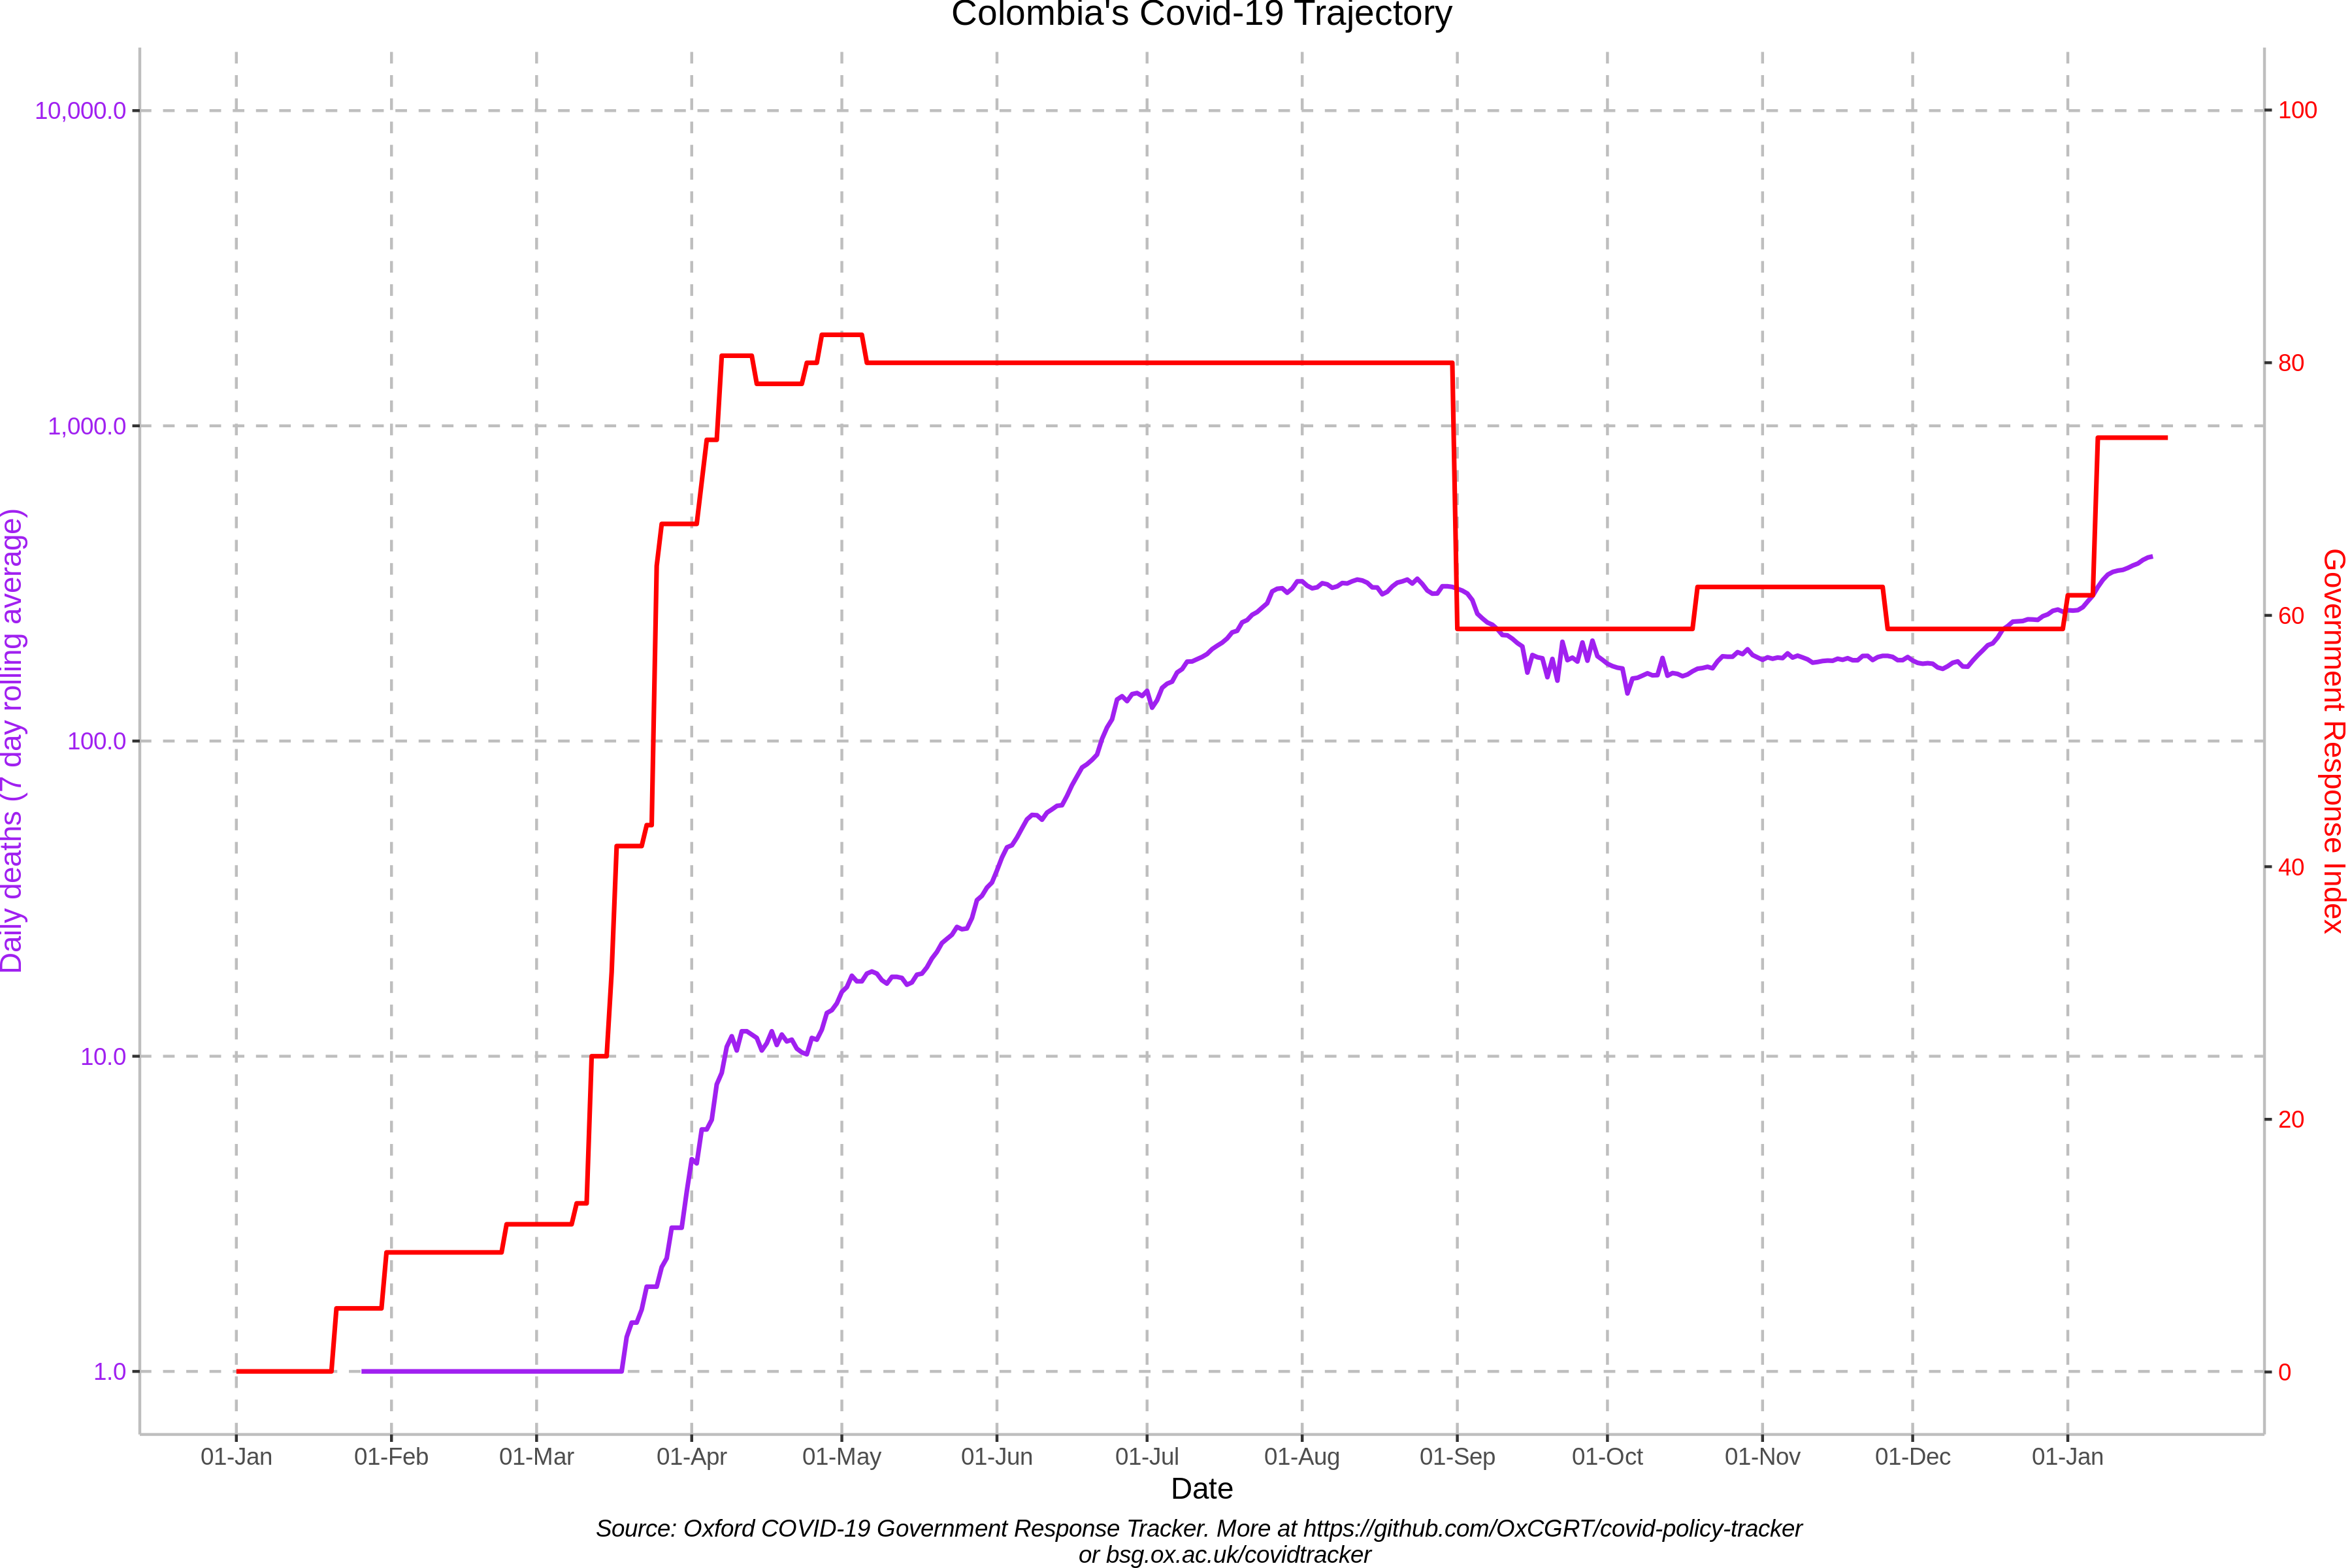 Colombia's Covid-19 Trajectory
10,000.0
1,000.0
100.0
10.0
1.0
Daily deaths (7 day rolling average)
100
80
60
40
20
0
Government Response Index
01-Jan 01-Feb 01-Mar 01-Apr 01-May 01-Jun 01-Jul 01-Aug 01-Sep 01-Oct 01-Nov 01-Dec 01-Jan
Date
Source: Oxford COVID-19 Government Response Tracker. More at https://github.com/OxCGRT/covid-policy-tracker
or bsg.ox.ac.uk/covidtracker